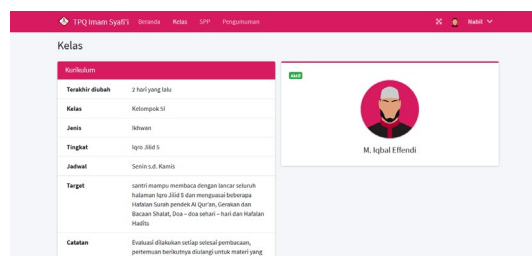 TPQ Imam Syafi'i Beranda Kelas SPP Pengumuman Nabil
Kelas
Kurikulum
Terakhir diubah 2 hari yang lalu
Kelas Kelompok 5I
Jenis Ikhwan
Tingkat Iqro Jilid 5
Jadwal Senin s.d. Kamis
Target santri mampu membaca dengan lancar seluruh
halaman Iqro Jilid 5 dan menguasai beberapa
Hafalan Surah pendek Al Qur'an, Gerakan dan
Bacaan Shalat, Doa – doa sehari – hari dan Hafalan
Hadits
Catatan Evaluasi dilakukan setiap selesai pembacaan,
pertemuan berikutnya diulangi untuk materi yang
Aktif
M. Iqbal Effendi